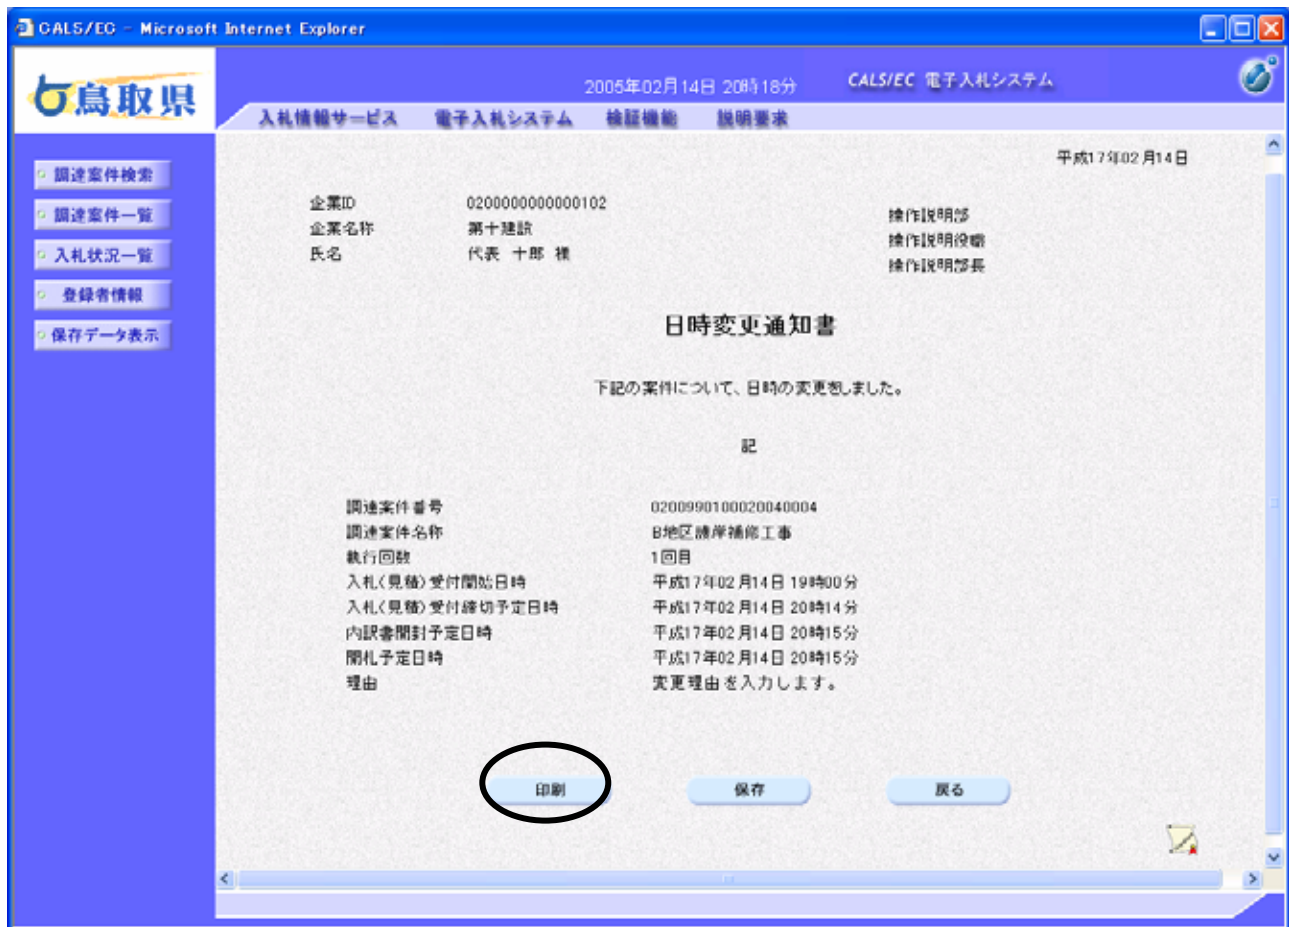 CALS/EC - Microsoft Internet Explorer
鳥取県
2005年02月14日 20時18分
CALS/EC 電子入札システム
入札情報サービス 電子入札システム 検証機能 説明要求
調達案件検索
調達案件一覧
入札状況一覧
登録者情報
保存データ表示
平成17年02月14日
企業ID 0200000000000102
企業名称 第十建設
氏名 代表 十郎 様
操作説明部
操作説明役職
操作説明部長
日時変更通知書
下記の案件について、日時の変更をしました。
記
調達案件番号 0200990100020040004
調達案件名称 B地区護岸補修工事
執行回数 1回目
入札(見積)受付開始日時 平成17年02月14日 19時00分
入札(見積)受付締切予定日時 平成17年02月14日 20時14分
内訳書開封予定日時 平成17年02月14日 20時15分
開札予定日時 平成17年02月14日 20時15分
理由 変更理由を入力します。
印刷 保存 戻る